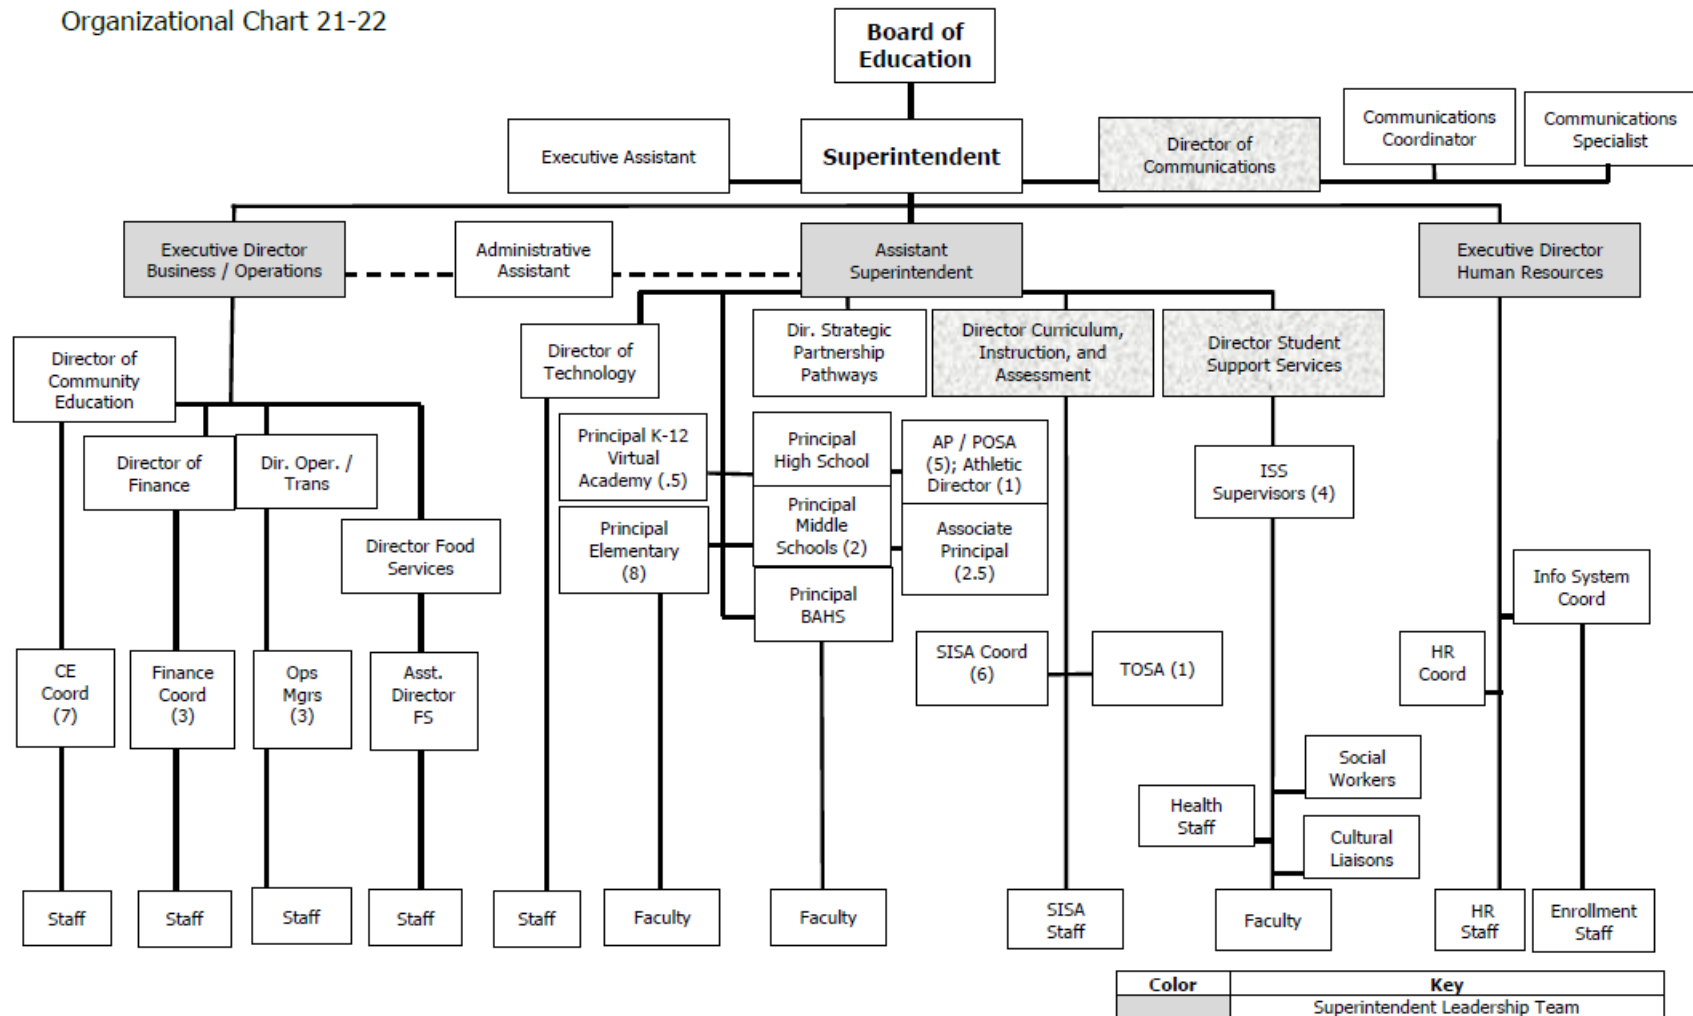 Organizational Chart 21-22
Board of
Education
Executive Assistant
Superintendent
Director of
Communications
Communications
Coordinator
Communications
Specialist
Executive Director
Business / Operations
Administrative
Assistant
Assistant
Superintendent
Executive Director
Human Resources
Director of
Community
Education
Director of
Technology
Dir. Strategic
Partnership
Pathways
Director Curriculum,
Instruction, and
Assessment
Director Student
Support Services
Director of
Finance
Dir. Oper. /
Trans
Principal K-12
Virtual
Academy (.5)
Principal
High School
AP / POSA
(5); Athletic
Director (1)
ISS
Supervisors (4)
Director Food
Services
Principal
Elementary
(8)
Principal
Middle
Schools (2)
Associate
Principal
(2.5)
Principal
BAHS
Info System
Coord
CE
Coord
(7)
Finance
Coord
(3)
Ops
Mgrs
(3)
Asst.
Director
FS
SISA Coord
(6)
TOSA (1)
HR
Coord
Social
Workers
Health
Staff
Cultural
Liaisons
Staff
Staff
Staff
Staff
Staff
Faculty
Faculty
SISA
Staff
Faculty
HR
Staff
Enrollment
Staff
Color
Key
Superintendent Leadership Team